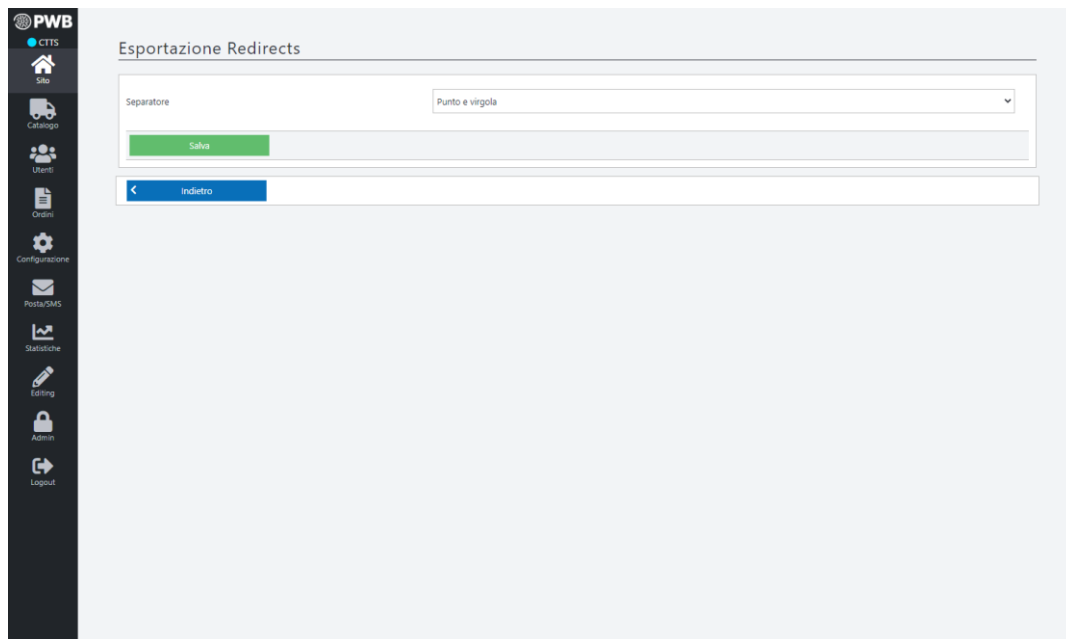 PWB
CTTS
Sito
Catalogo
Utenti
Ordini
Configurazione
Posta/SMS
Statistiche
Editing
Admin
Logout
Esportazione Redirects
Separatore
Punto e virgola
Salva
Indietro